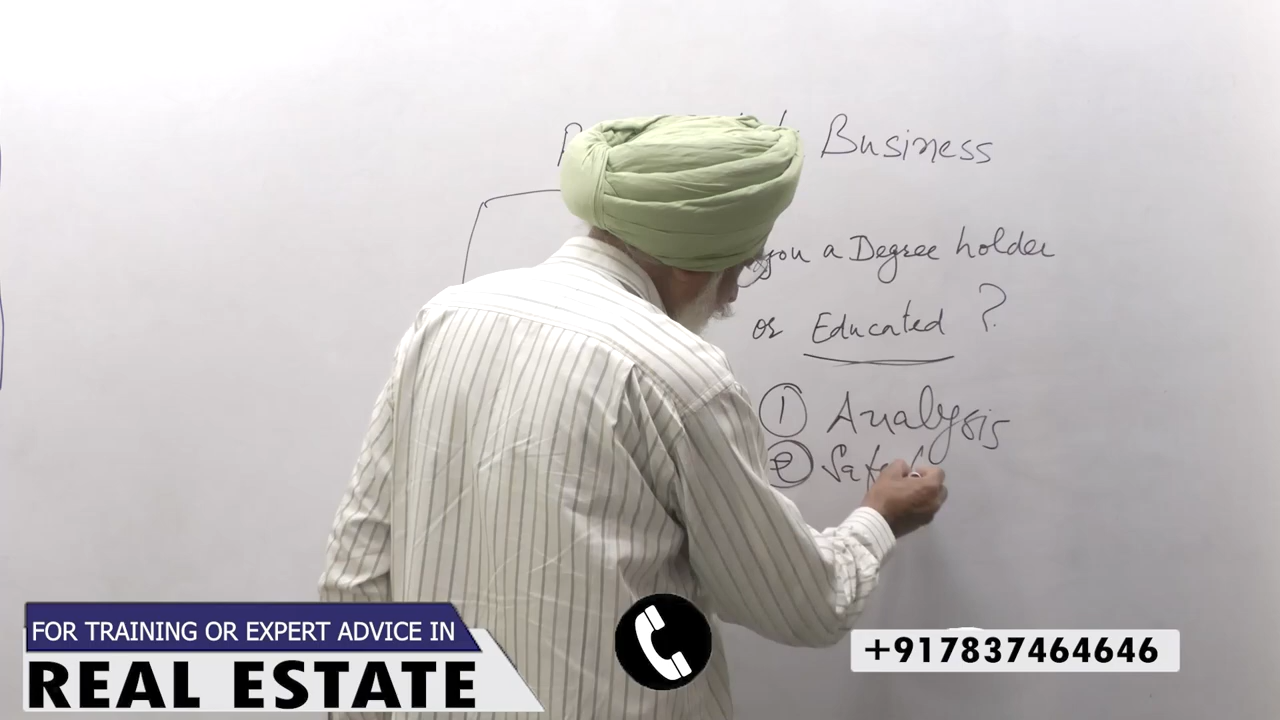 Business
you a Degree holder
or Educated ?
1 Analysis
2
FOR TRAINING OR EXPERT ADVICE IN
REAL ESTATE
+917837464646